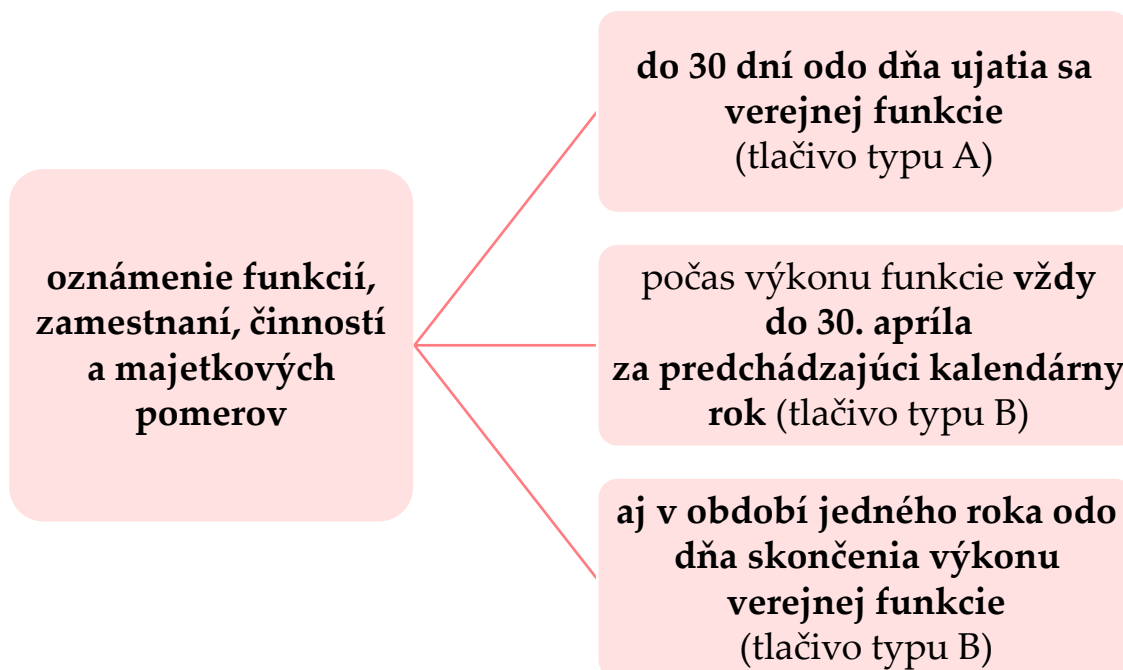 oznámenie funkcií,
zamestnaní, činností
a majetkových
pomerov
do 30 dní odo dňa ujatia sa
verejnej funkcie
(tlačivo typu A)
počas výkonu funkcie vždy
do 30. apríla
za predchádzajúci kalendárny
rok (tlačivo typu B)
aj v období jedného roka odo
dňa skončenia výkonu
verejnej funkcie
(tlačivo typu B)